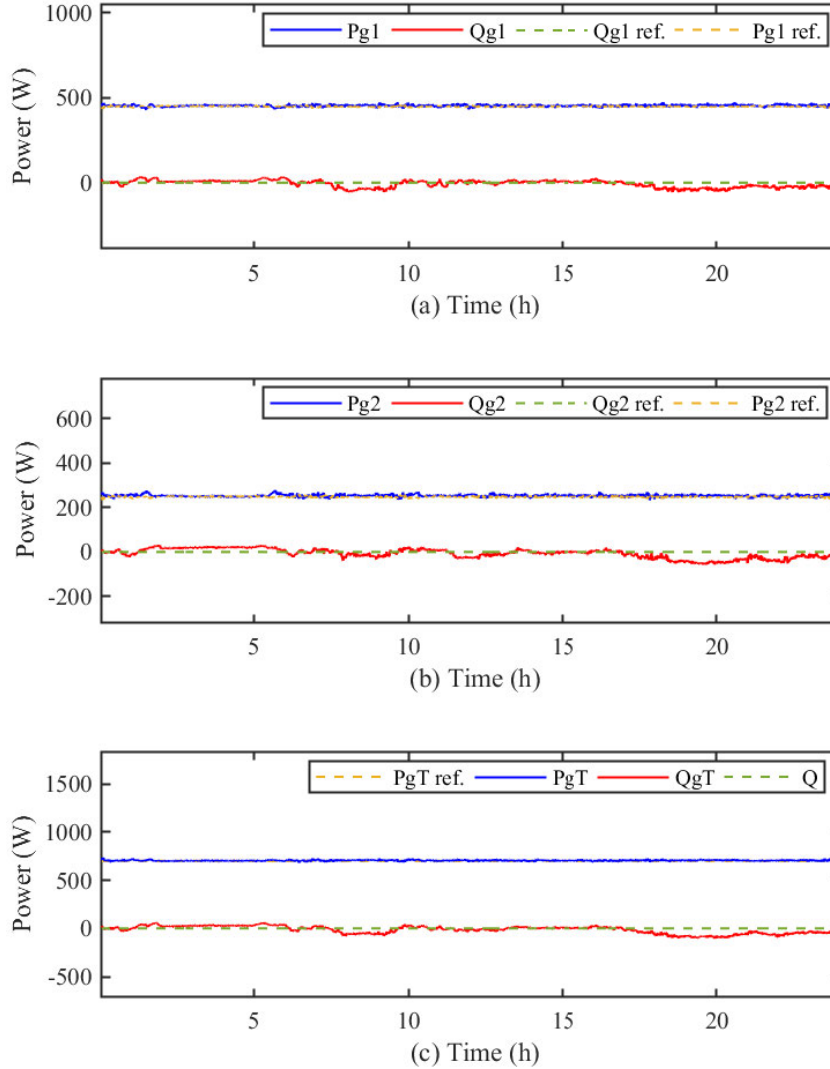 1000
Pg1 Qg1 Qg1 ref. Pg1 ref.
500
0
Power (W)
5 10 15 20
(a) Time (h)
Pg2 Qg2 Qg2 ref. Pg2 ref.
600
400
200
0
-200
Power (W)
5 10 15 20
(b) Time (h)
PgT ref. PgT QgT Q
1500
1000
500
0
-500
Power (W)
5 10 15 20
(c) Time (h)